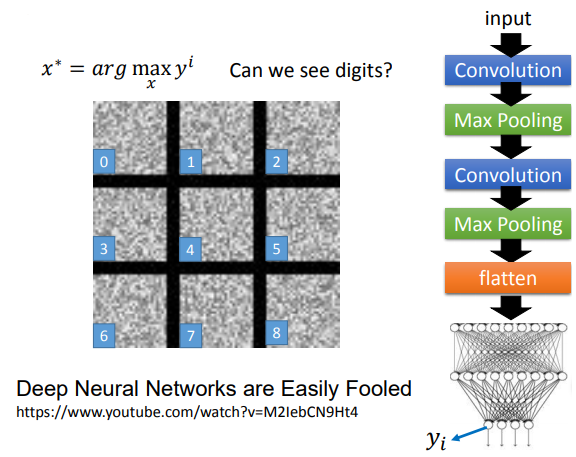 x* = arg max y^i
x
Can we see digits?
0
1
2
3
4
5
6
7
8
Deep Neural Networks are Easily Fooled
https://www.youtube.com/watch?v=M2IebCN9Ht4
input
Convolution
Max Pooling
Convolution
Max Pooling
flatten
y_i